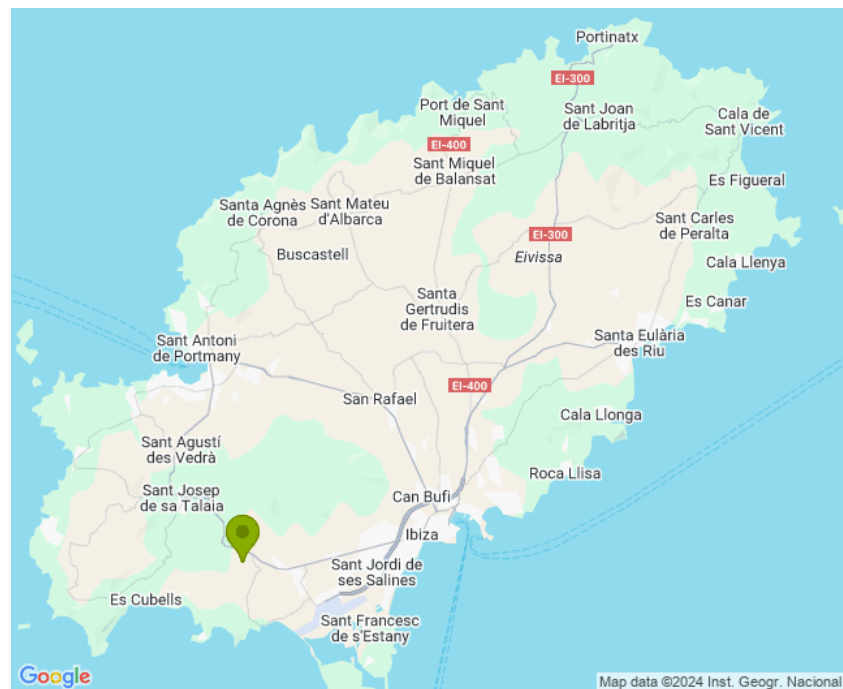 Portinatx
EI-300
Port de Sant
Miquel
Sant Joan
de Labritja
Cala de
Sant Vicent
EI-400
Sant Miquel
de Balansat
Es Figueral
Santa Agnès
de Corona
Sant Mateu
d'Albarca
Sant Carles
de Peralta
EI-300
Buscastell
Eivissa
Cala Llenya
Santa
Gertrudis
de Fruitera
Es Canar
Sant Antoni
de Portmany
Santa Eulària
des Riu
EI-400
San Rafael
Cala Llonga
Sant Agustí
des Vedrà
Roca Llisa
Sant Josep
de sa Talaia
Can Bufi
Ibiza
Sant Jordi de
ses Salines
Es Cubells
Sant Francesc
de s'Estany
Google
Map data ©2024 Inst. Geogr. Nacional